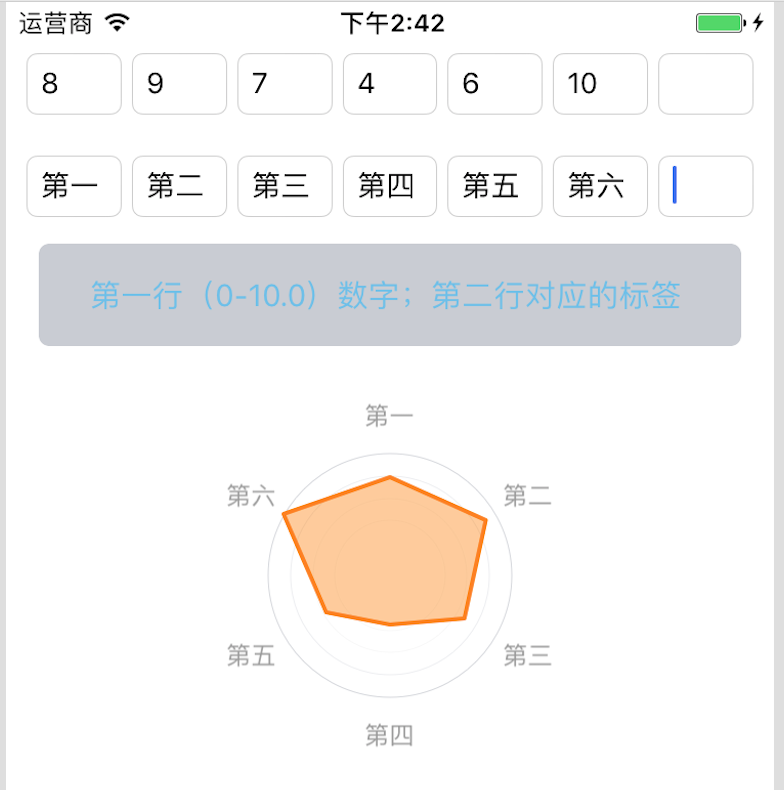 运营商 下午2:42
8 9 7 4 6 10
第一 第二 第三 第四 第五 第六
第一行（0-10.0）数字；第二行对应的标签
第一
第六 第二
第五 第三
第四